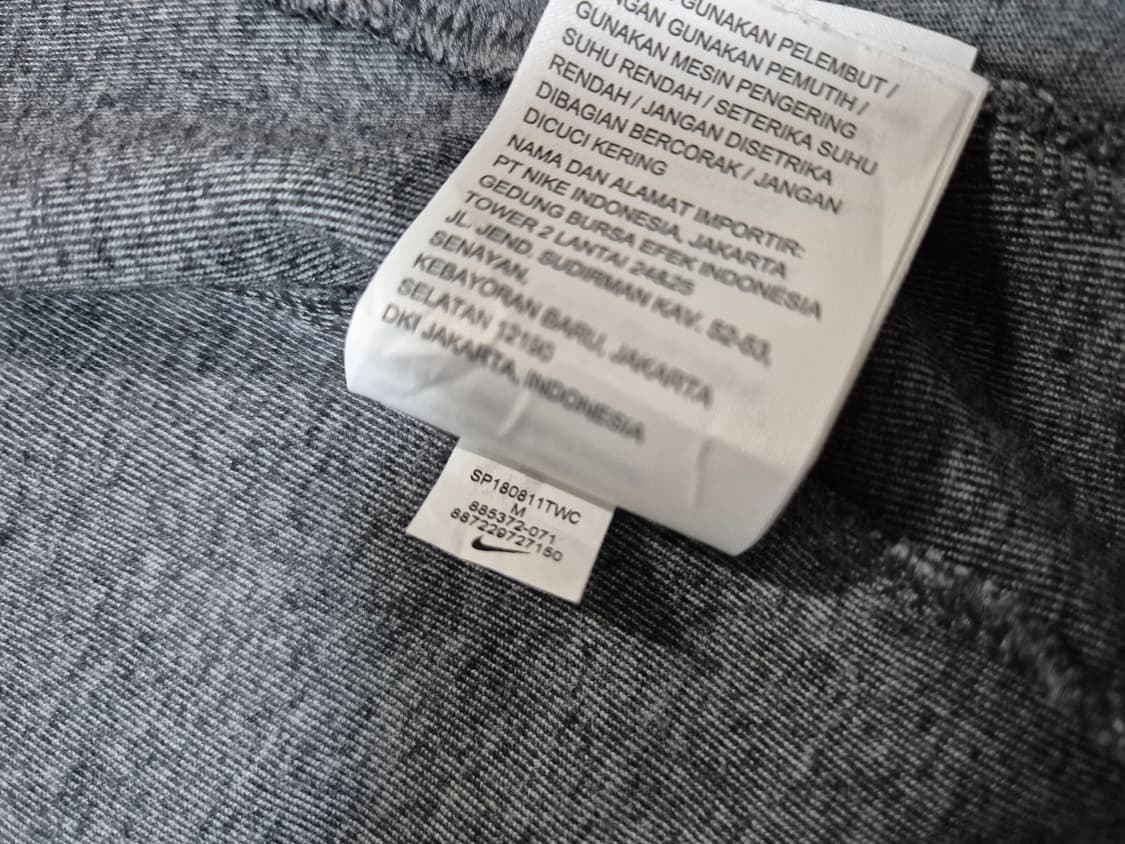 GUNAKAN PELEMBUT /
GUNAKAN PEMUTIH /
GUNAKAN MESIN PENGERING
SUHU RENDAH / SETERIKA SUHU
RENDAH / JANGAN DISETRIKA
DIBAGIAN BERCORAK / JANGAN
DICUCI KERING
NAMA DAN ALAMAT IMPORTIR:
PT NIKE INDONESIA, JAKARTA
GEDUNG BURSA EFEK INDONESIA
TOWER 2 LANTAI 24&25
JL. JEND. SUDIRMAN KAV. 52-53,
SENAYAN,
KEBAYORAN BARU, JAKARTA
SELATAN 12190
DKI JAKARTA, INDONESIA
SP180811TWC
M
885372-071
887229727150